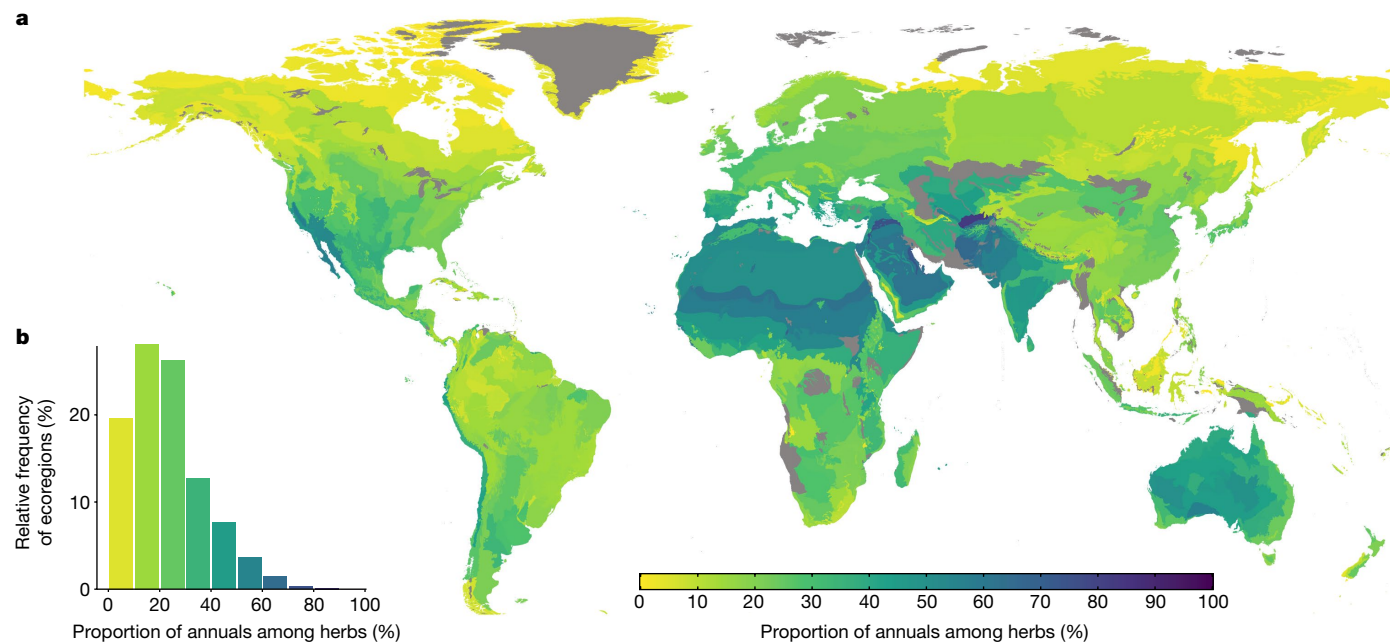 a
b
20
10
0
Relative frequency
of ecoregions (%)
0 20 40 60 80 100
Proportion of annuals among herbs (%)
0 10 20 30 40 50 60 70 80 90 100
Proportion of annuals among herbs (%)